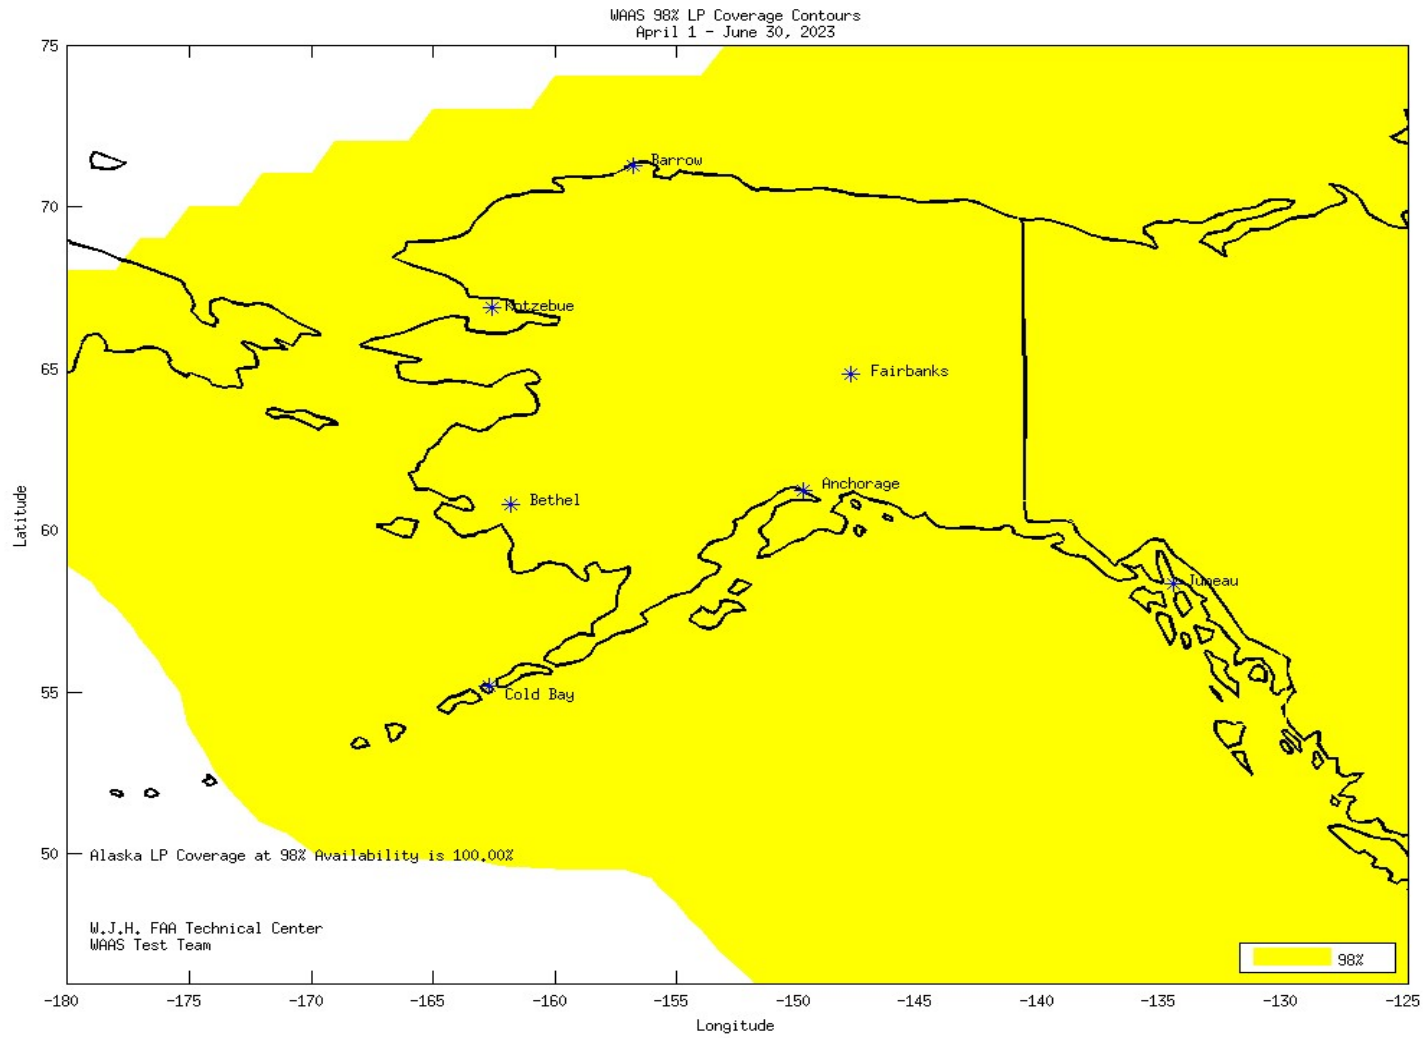 WAAS 98% LP Coverage Contours
April 1 - June 30, 2023
75
70
65
60
55
50
Latitude
Barrow
Kotzebue
Fairbanks
Anchorage
Bethel
Juneau
Cold Bay
Alaska LP Coverage at 98% Availability is 100.00%
W.J.H. FAA Technical Center
WAAS Test Team
98%
-180 -175 -170 -165 -160 -155 -150 -145 -140 -135 -130 -125
Longitude